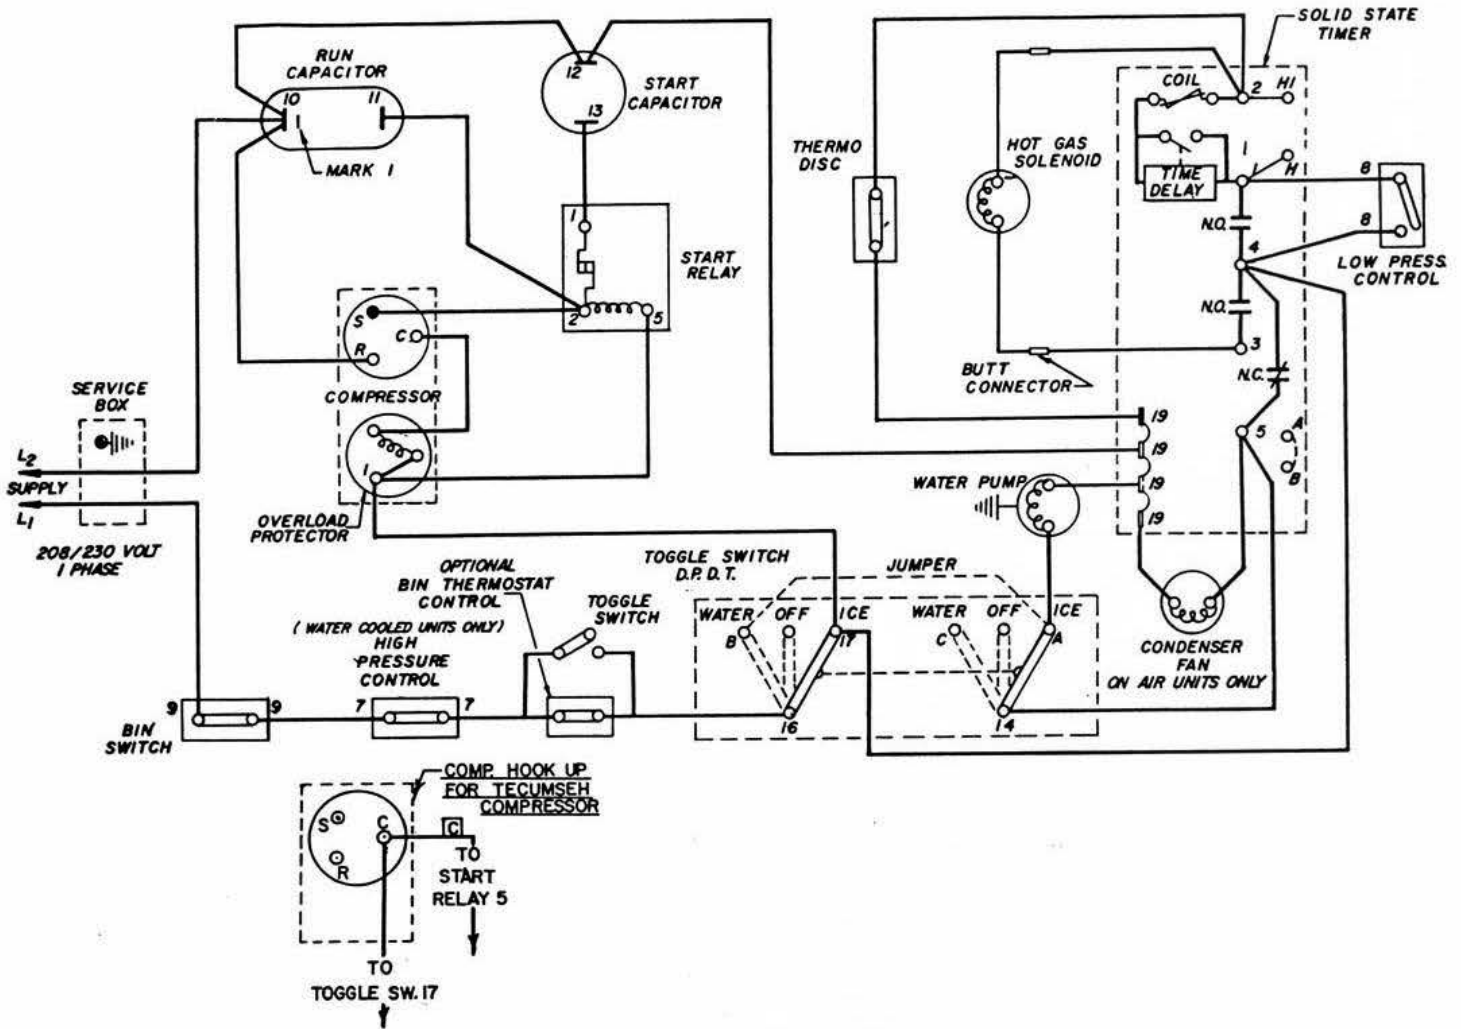 SOLID STATE
TIMER
RUN
CAPACITOR
10
11
1
MARK 1
12
13
START
CAPACITOR
THERMO
DISC
HOT GAS
SOLENOID
COIL
2
HI
1
H
TIME
DELAY
N.O.
4
8
8
LOW PRESS.
CONTROL
N.O.
3
N.C.
5
A
B
BUTT
CONNECTOR
19
19
19
19
1
START
RELAY
2
5
S
C
R
COMPRESSOR
1
OVERLOAD
PROTECTOR
SERVICE
BOX
L2
SUPPLY
L1
208/230 VOLT
1 PHASE
WATER PUMP
CONDENSER
FAN
ON AIR UNITS ONLY
OPTIONAL
BIN THERMOSTAT
CONTROL
TOGGLE
SWITCH
(WATER COOLED UNITS ONLY)
HIGH
PRESSURE
CONTROL
TOGGLE SWITCH
D.P.D.T.
JUMPER
WATER OFF ICE
B
17
16
WATER OFF ICE
C
A
14
9
9
BIN
SWITCH
7
7
COMP. HOOK UP
FOR TECUMSEH
COMPRESSOR
S
C
R
C
TO
START
RELAY 5
TO
TOGGLE SW. 17